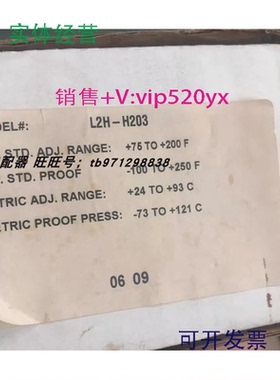 实体经营
销售+V:vip520yx
DEL#: L2H-H203
STD. ADJ. RANGE: +75 TO +200 F
配器 旺旺号: tb971298838
STD. PROOF -100 TO +250 F
TRIC ADJ. RANGE: +24 TO +93 C
TRIC PROOF PRESS: -73 TO +121 C
06 09
可开发票